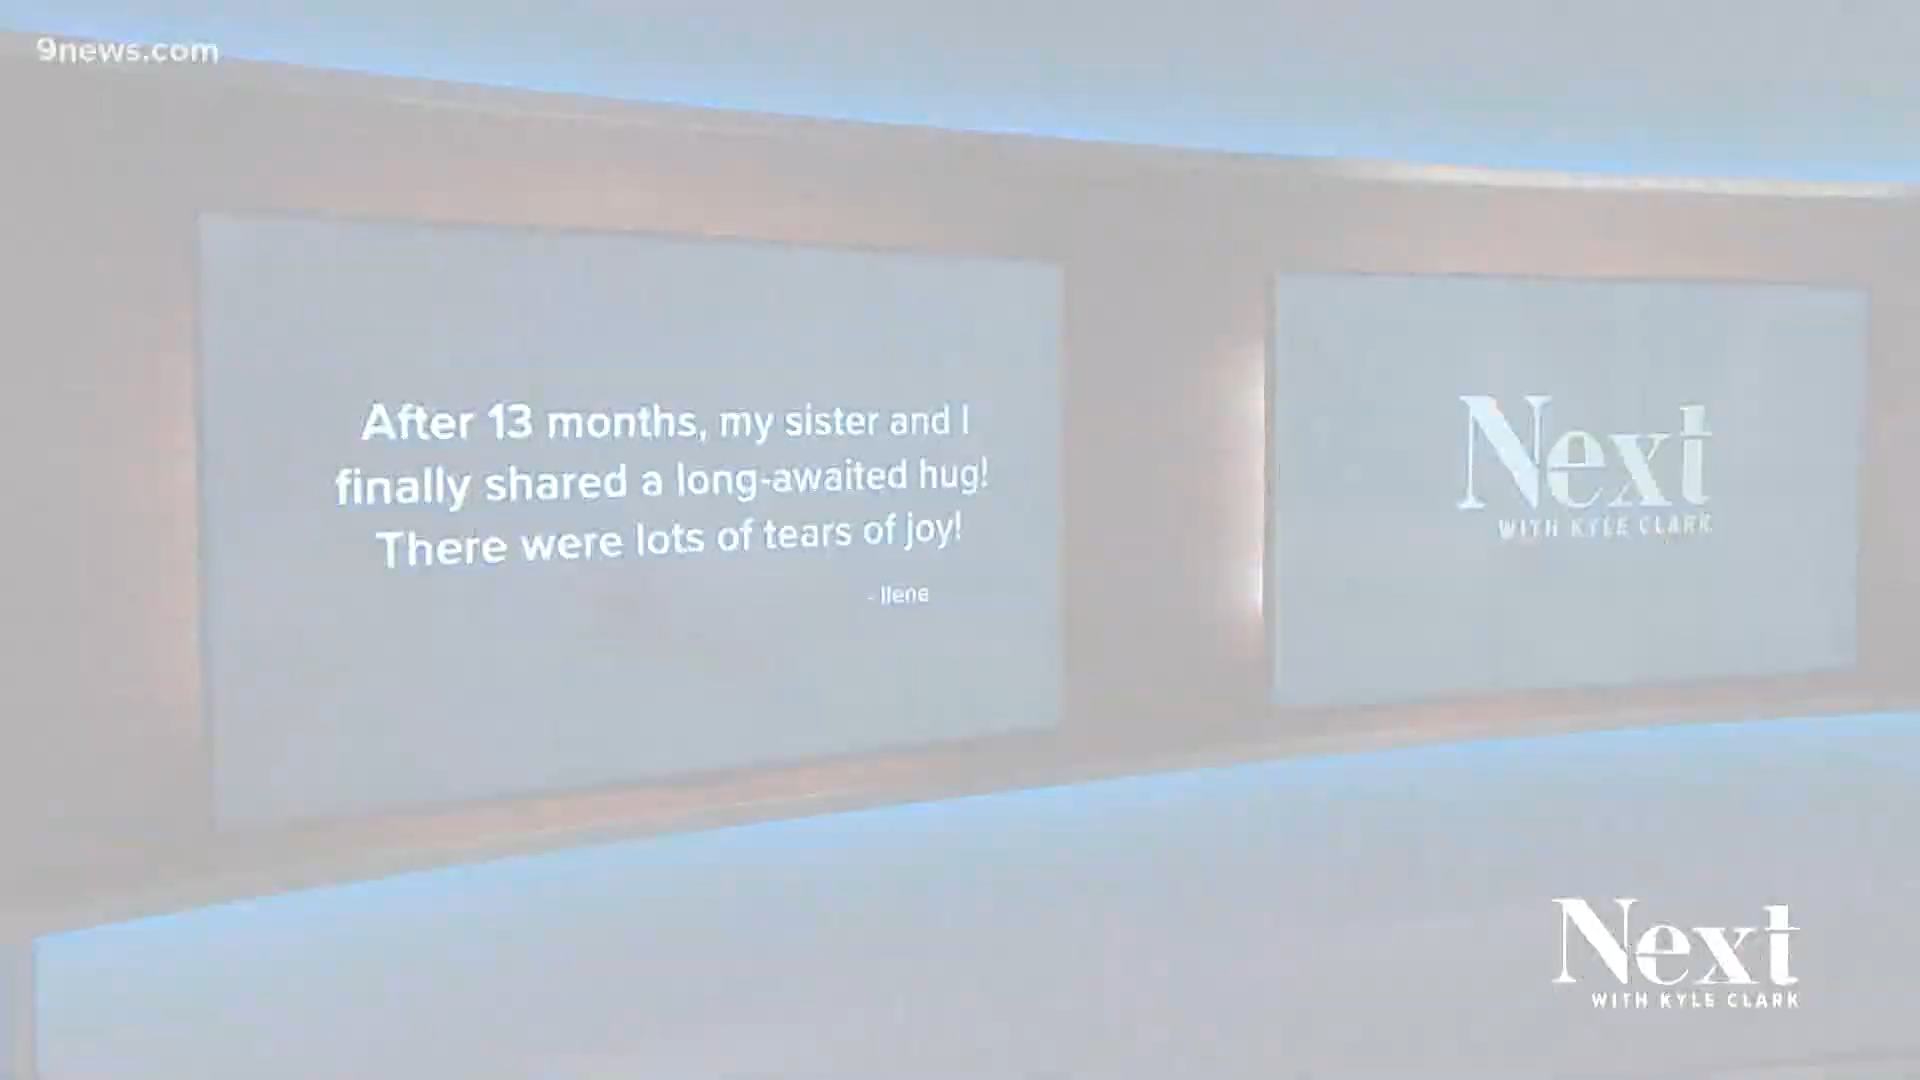 9news.com
After 13 months, my sister and I
finally shared a long-awaited hug!
There were lots of tears of joy!
- Ilene
Next
WITH KYLE CLARK
Next
WITH KYLE CLARK